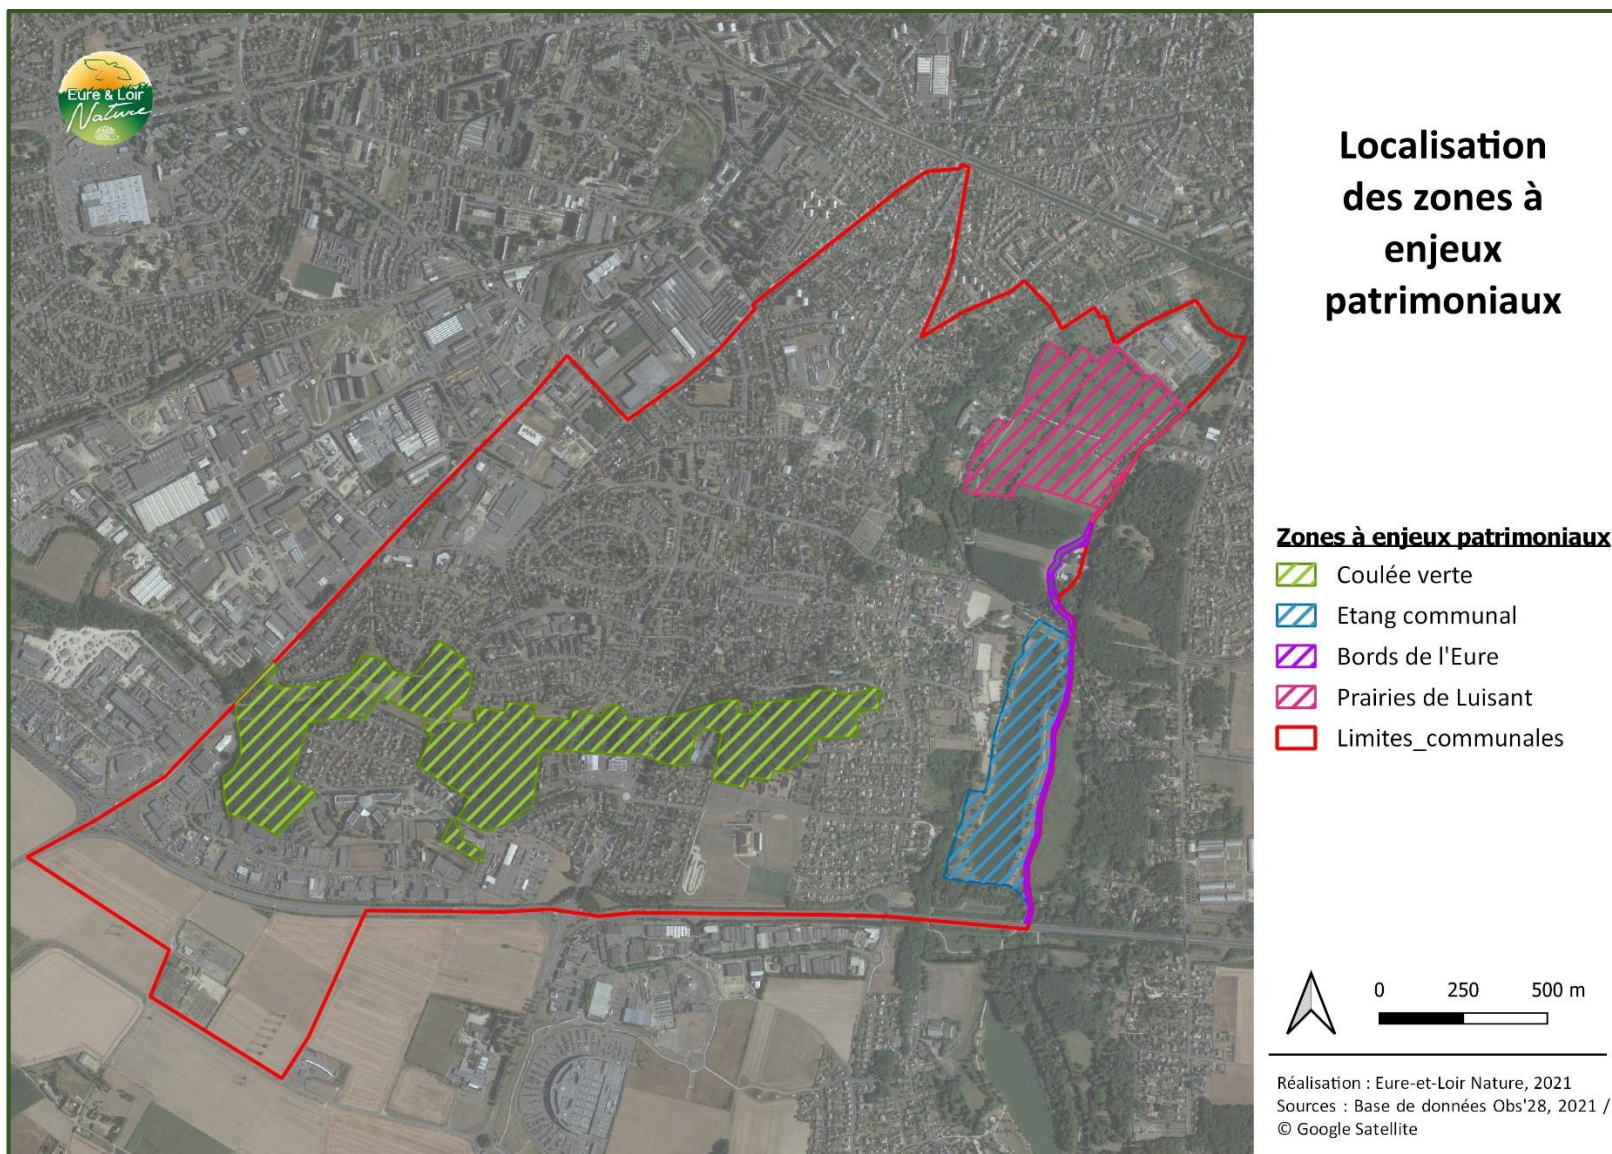 Eure & Loir
Nature
Localisation
des zones à
enjeux
patrimoniaux
Zones à enjeux patrimoniaux
Coulée verte
Etang communal
Bords de l'Eure
Prairies de Luisant
Limites_communales
0 250 500 m
Réalisation : Eure-et-Loir Nature, 2021
Sources : Base de données Obs'28, 2021 /
© Google Satellite